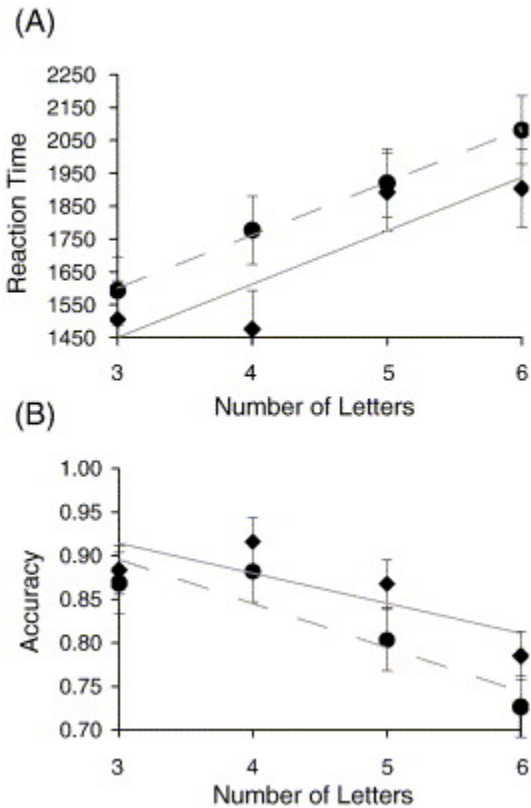 (A)
2250
2150
2050
1950
1850
1750
1650
1550
1450
Reaction Time
3 4 5 6
Number of Letters
(B)
1.00
0.95
0.90
0.85
0.80
0.75
0.70
Accuracy
3 4 5 6
Number of Letters